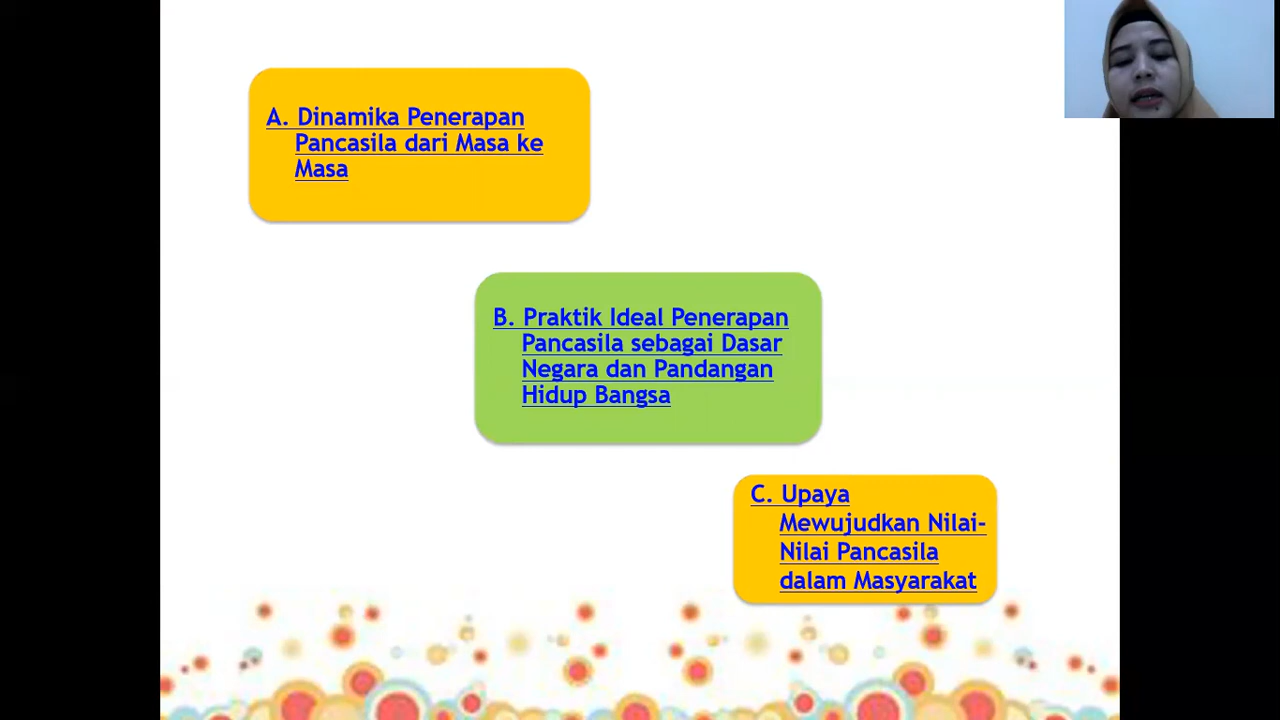 A. Dinamika Penerapan
Pancasila dari Masa ke
Masa
B. Praktik Ideal Penerapan
Pancasila sebagai Dasar
Negara dan Pandangan
Hidup Bangsa
C. Upaya
Mewujudkan Nilai-
Nilai Pancasila
dalam Masyarakat